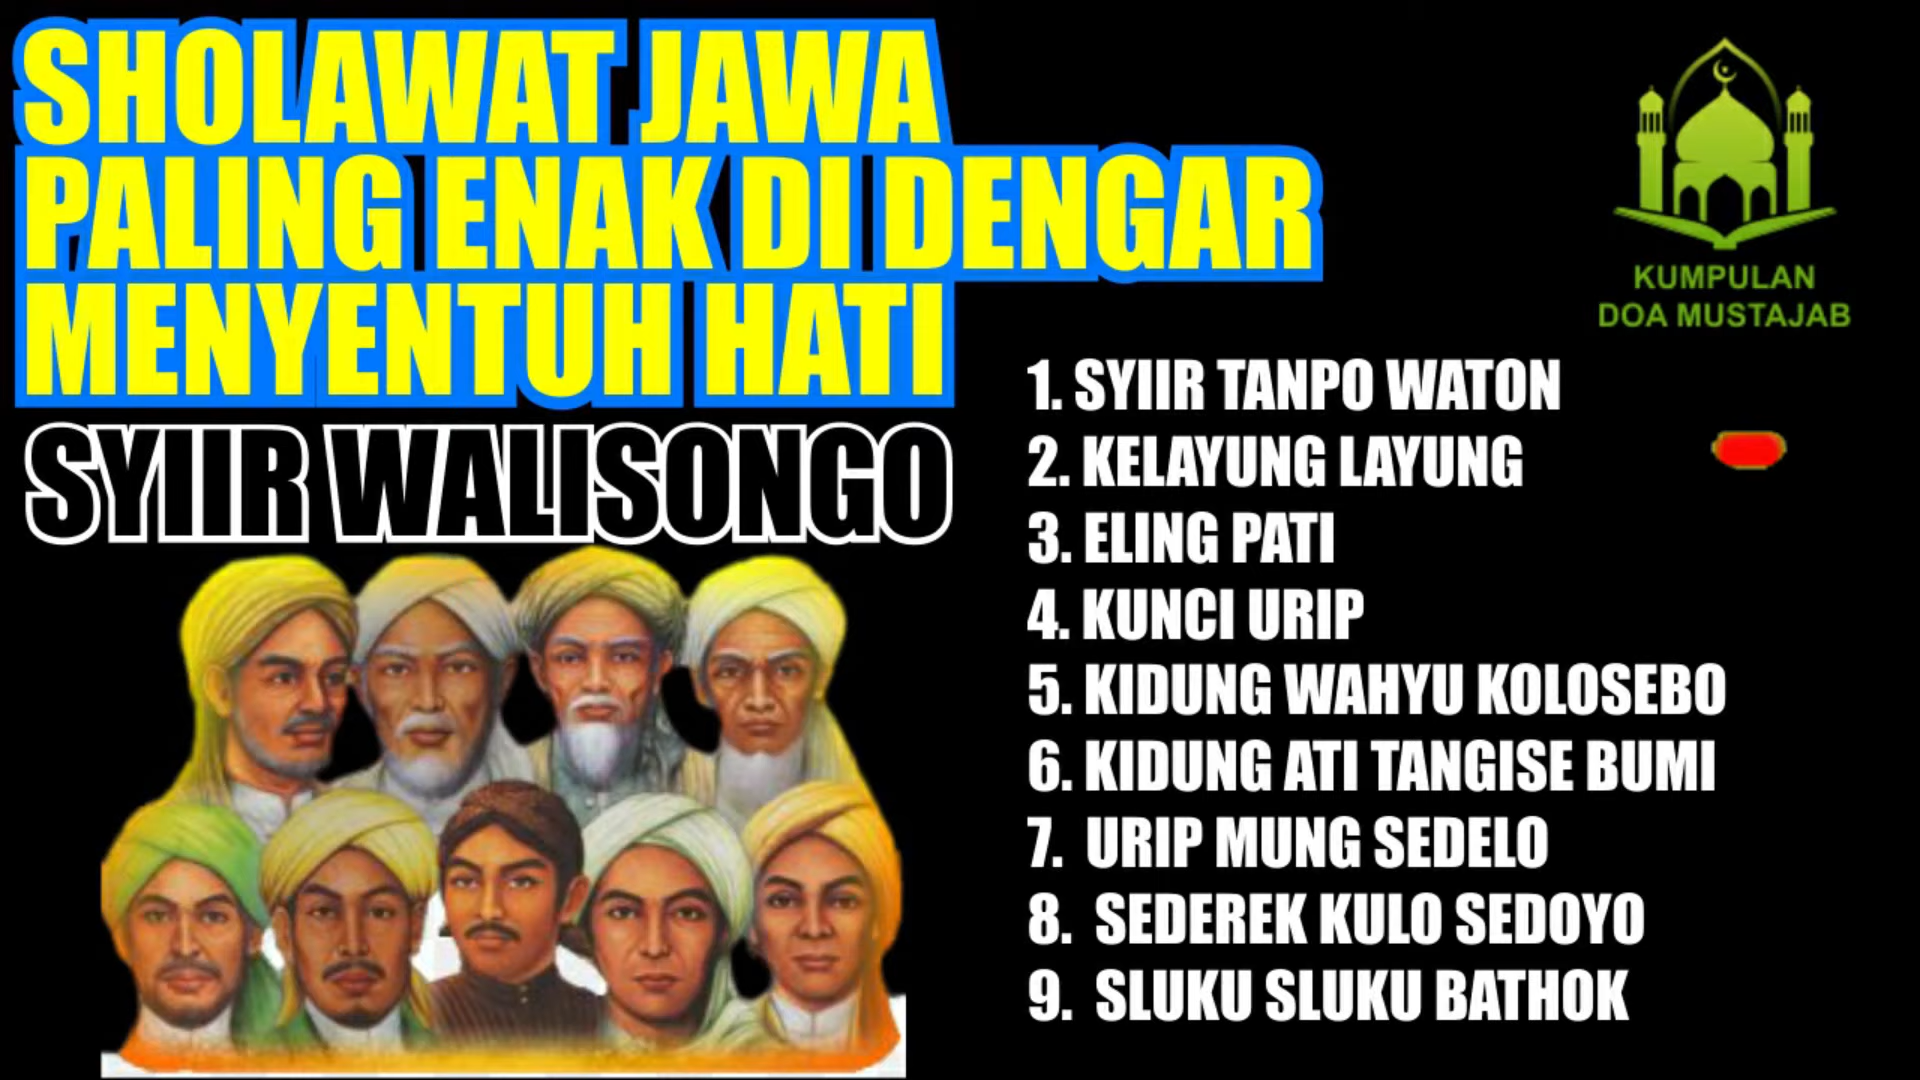 SHOLAWAT JAWA
PALING ENAK DI DENGAR
MENYENTUH HATI
SYIIR WALISONGO
KUMPULAN
DOA MUSTAJAB
1. SYIIR TANPO WATON
2. KELAYUNG LAYUNG
3. ELING PATI
4. KUNCI URIP
5. KIDUNG WAHYU KOLOSEBO
6. KIDUNG ATI TANGISE BUMI
7. URIP MUNG SEDELO
8. SEDEREK KULO SEDOYO
9. SLUKU SLUKU BATHOK